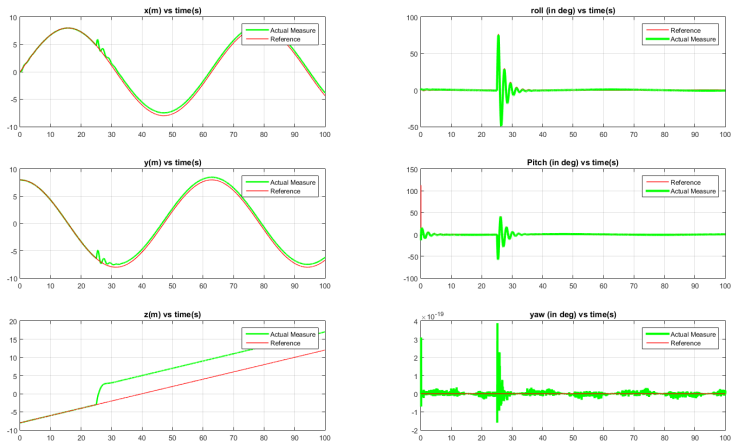 x(m) vs time(s)
10
5
0
-5
-10
0 10 20 30 40 50 60 70 80 90 100
Actual Measure
Reference
roll (in deg) vs time(s)
100
50
0
-50
0 10 20 30 40 50 60 70 80 90 100
Reference
Actual Measure
y(m) vs time(s)
10
5
0
-5
-10
0 10 20 30 40 50 60 70 80 90 100
Actual Measure
Reference
Pitch (in deg) vs time(s)
150
100
50
0
-50
-100
0 10 20 30 40 50 60 70 80 90 100
Reference
Actual Measure
z(m) vs time(s)
20
15
10
5
0
-5
-10
0 10 20 30 40 50 60 70 80 90 100
Actual Measure
Reference
yaw (in deg) vs time(s)
×10⁻¹⁹
4
3
2
1
0
-1
-2
0 10 20 30 40 50 60 70 80 90 100
Actual Measure
Reference